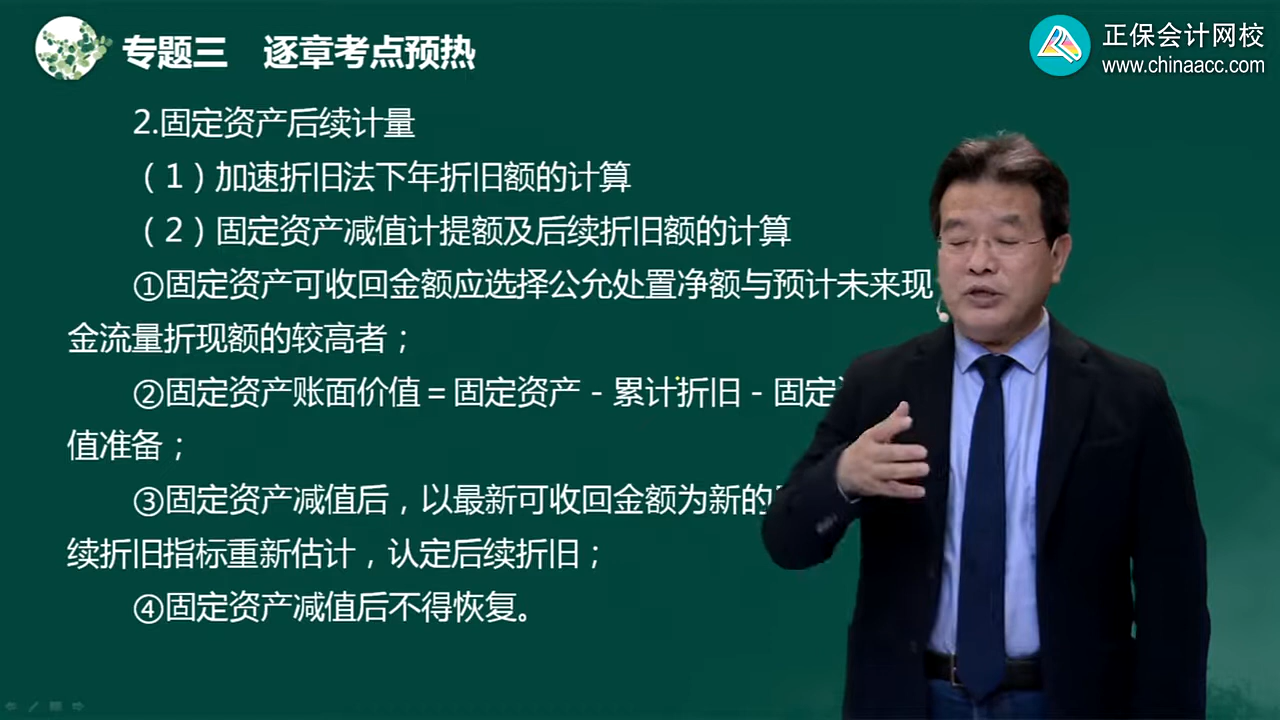 专题三 逐章考点预热
正保会计网校
www.chinaacc.com
2.固定资产后续计量
（1）加速折旧法下年折旧额的计算
（2）固定资产减值计提额及后续折旧额的计算
①固定资产可收回金额应选择公允处置净额与预计未来现
金流量折现额的较高者；
②固定资产账面价值＝固定资产－累计折旧－固定
值准备；
③固定资产减值后，以最新可收回金额为新的
续折旧指标重新估计，认定后续折旧；
④固定资产减值后不得恢复。